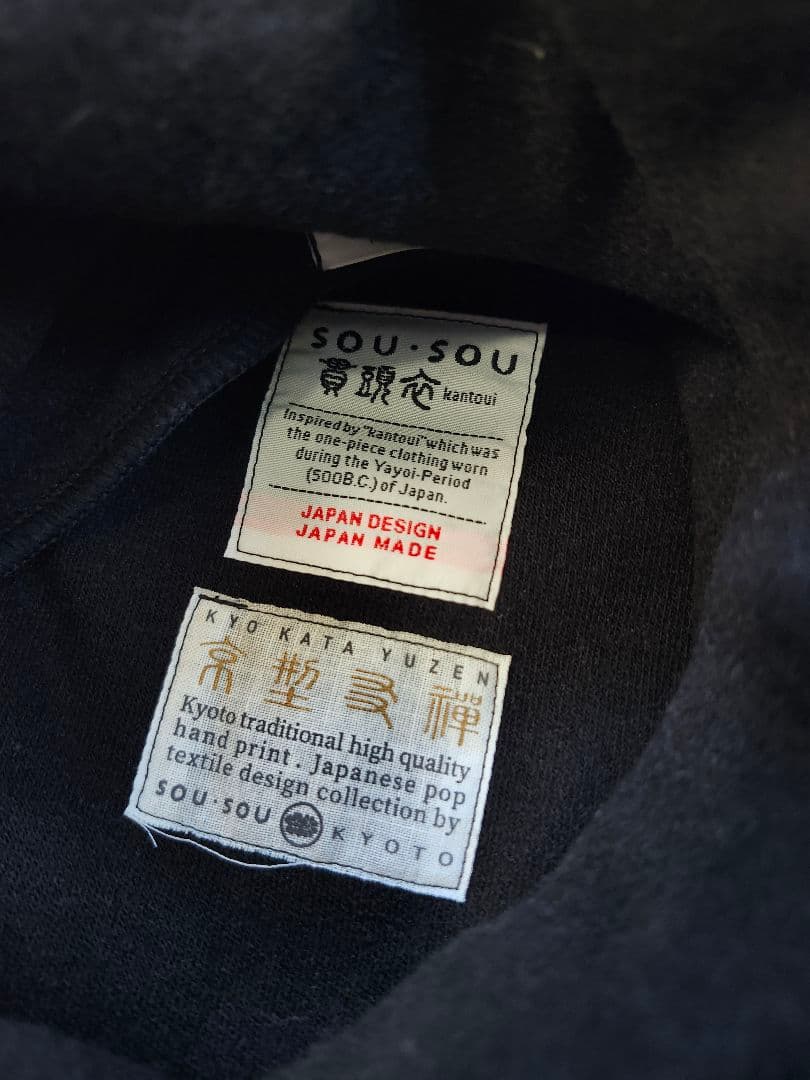 SOU・SOU
貫頭衣 kantoui
Inspired by "kantoui" which was
the one-piece clothing worn
during the Yayoi-Period
(500B.C.) of Japan.
JAPAN DESIGN
JAPAN MADE
KYO KATA YUZEN
京型友禅
Kyoto traditional high quality
hand print. Japanese pop
textile design collection by
SOU・SOU KYOTO